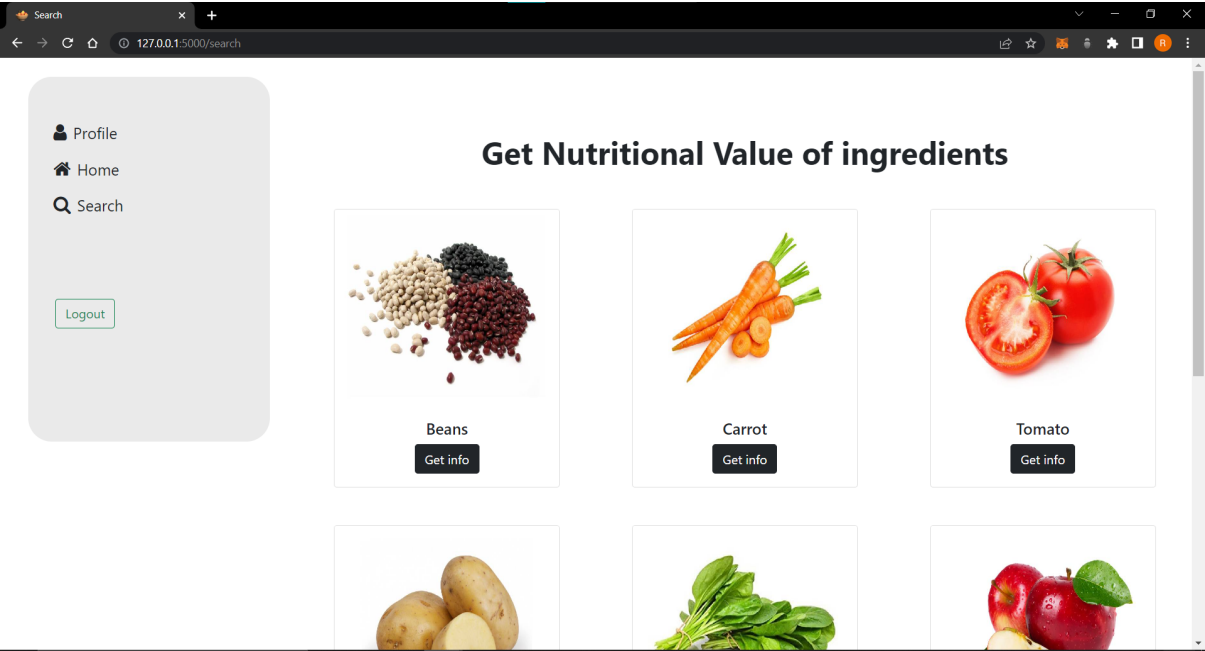 Search
127.0.0.1:5000/search
R
Profile
Home
Search
Logout
Get Nutritional Value of ingredients
Beans
Get info
Carrot
Get info
Tomato
Get info